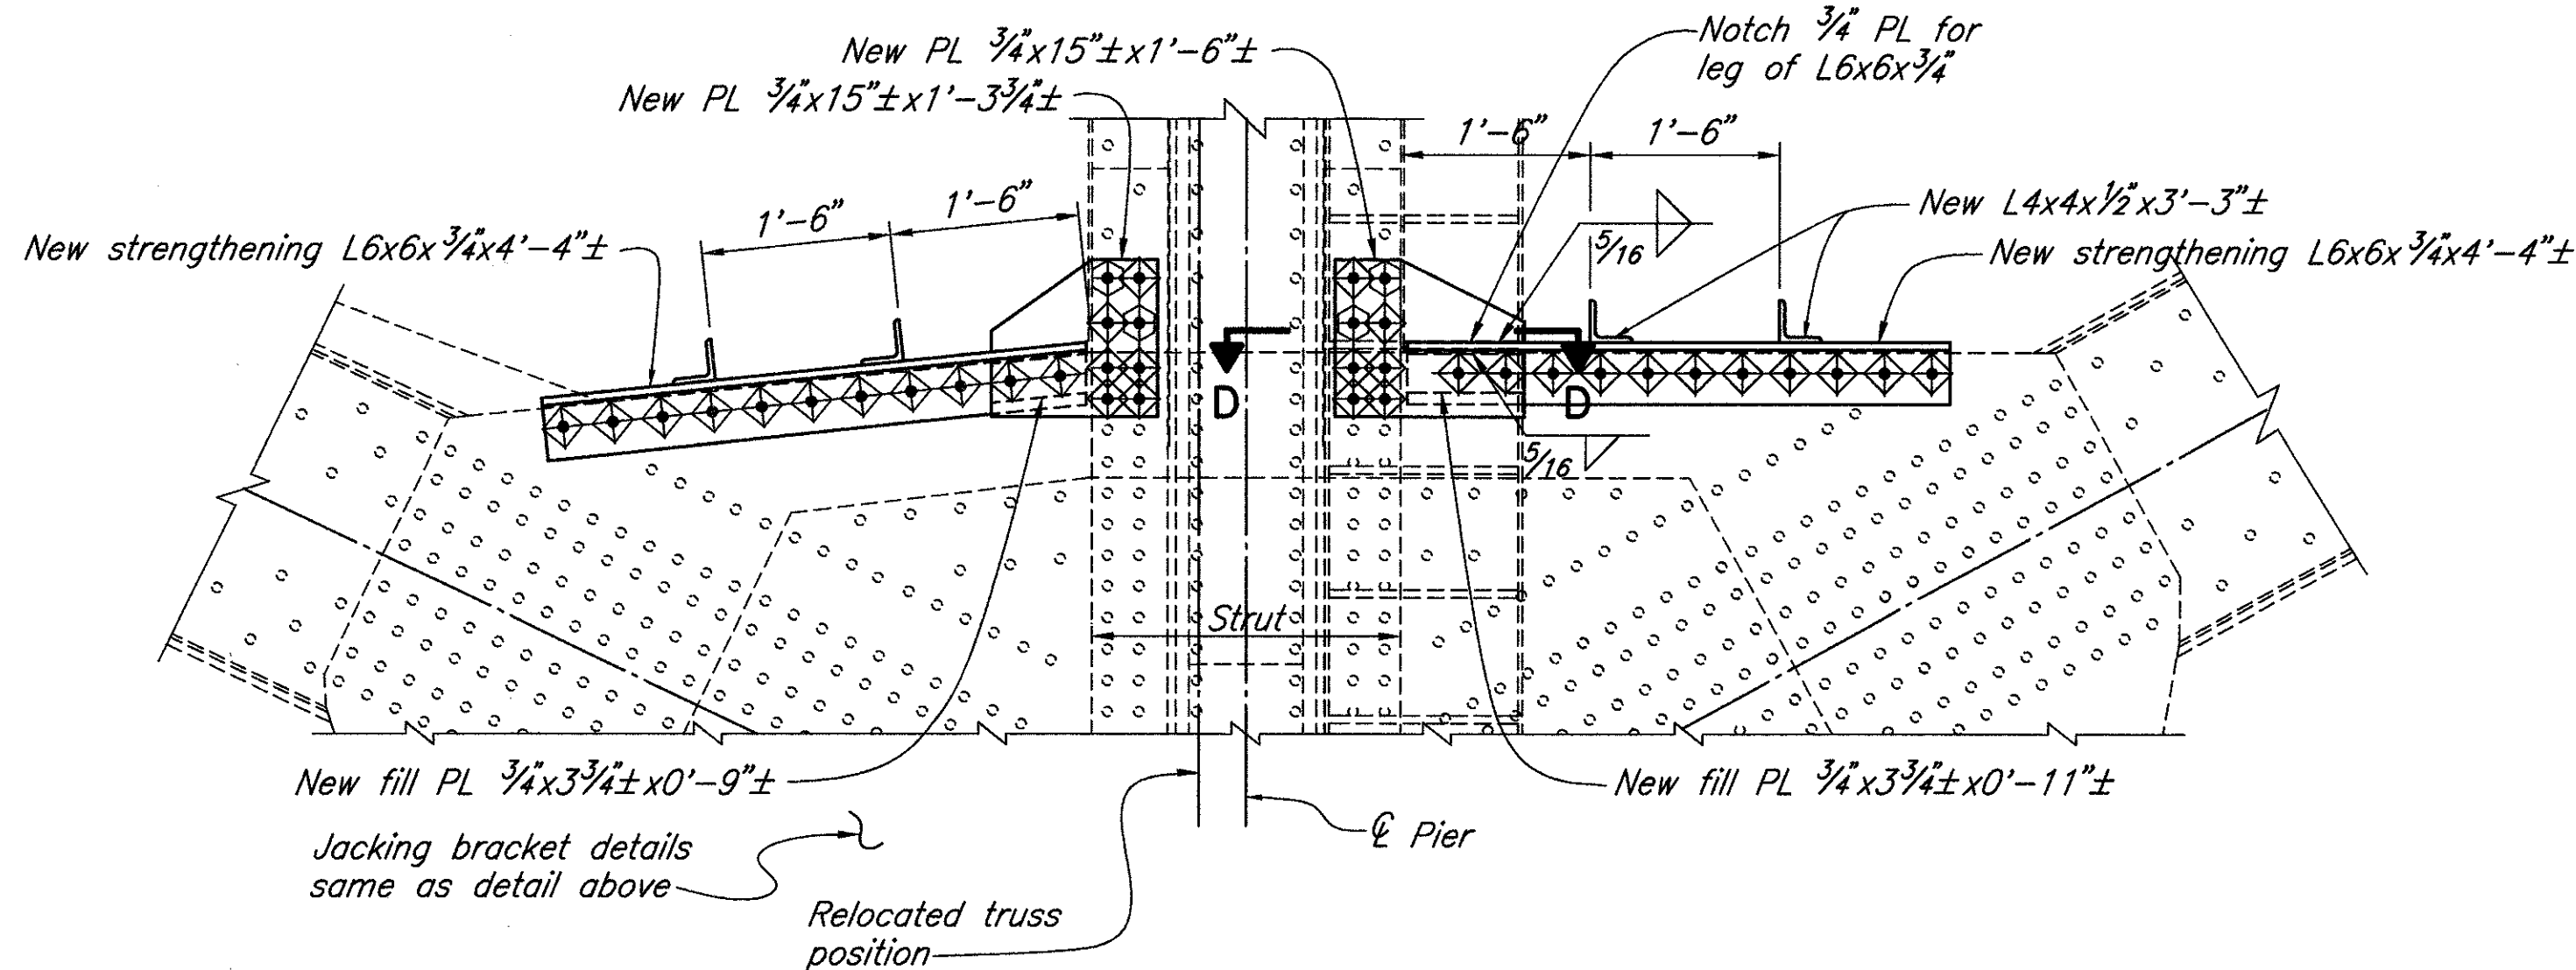 Notch 3/4" PL for
leg of L6x6x3/4"
New PL 3/4"x15"±x1'-6"±
New PL 3/4"x15"±x1'-3 3/4"±
1'-6"
1'-6"
1'-6"
1'-6"
New L4x4x1/2"x3'-3"±
New strengthening L6x6x3/4"x4'-4"±
5/16
New strengthening L6x6x3/4"x4'-4"±
D
D
5/16
Strut
New fill PL 3/4"x3 3/4"±x0'-9"±
New fill PL 3/4"x3 3/4"±x0'-11"±
Jacking bracket details
same as detail above
℄ Pier
Relocated truss
position